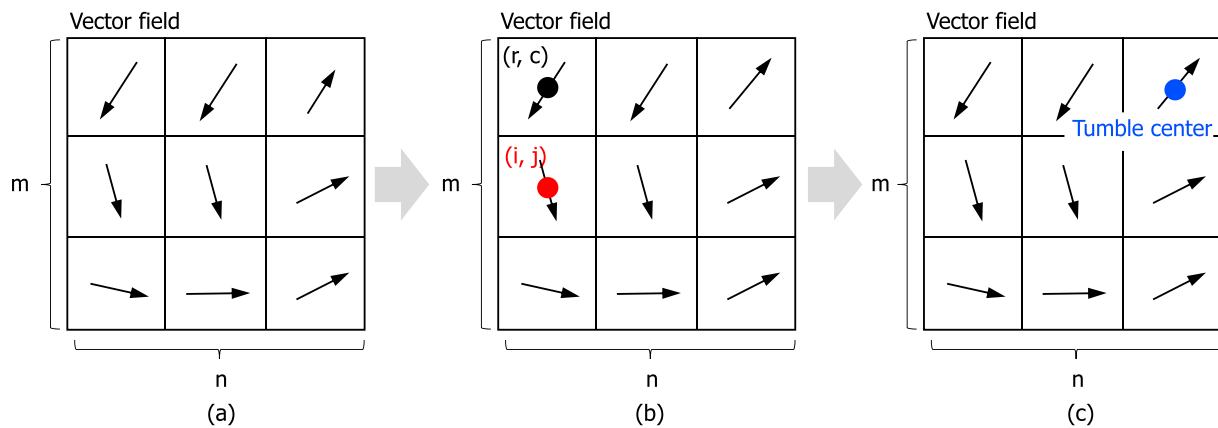 Vector field
m
n
(a)
Vector field
(r, c)
(i, j)
m
n
(b)
Vector field
Tumble center
m
n
(c)